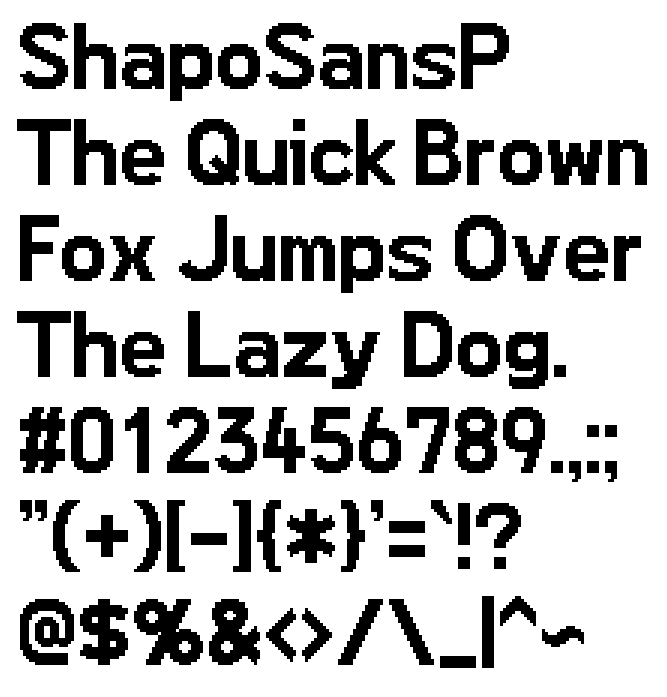 ShapoSansP
The Quick Brown
Fox Jumps Over
The Lazy Dog.
#0123456789.,:;
"(+)[-]{*}'=`!?
@$%&<>/\_|^~